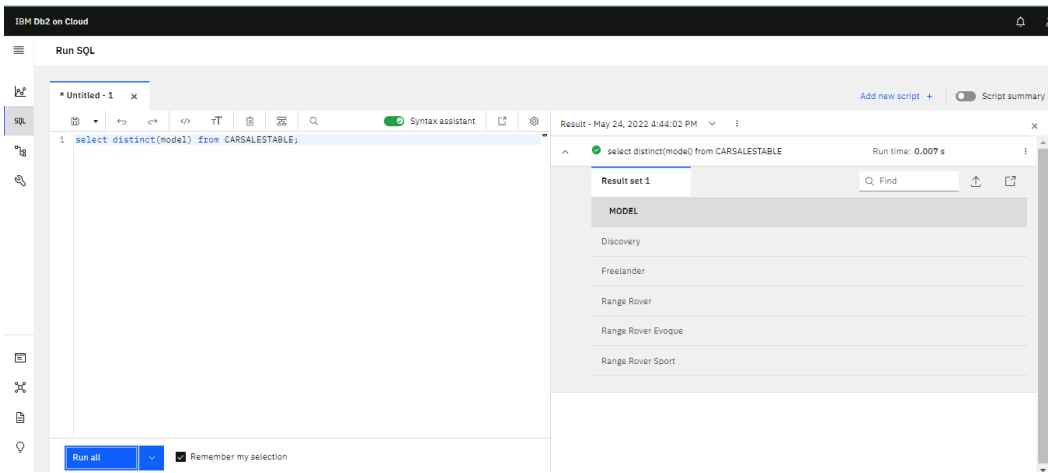 IBM Db2 on Cloud
Run SQL
* Untitled - 1 x
Add new script +
Script summary
SQL
</>
TT
Syntax assistant
Result - May 24, 2022 4:44:02 PM
1 select distinct(model) from CARSALESTABLE;
select distinct(model) from CARSALESTABLE
Run time: 0.007 s
Result set 1
Find
MODEL
Discovery
Freelander
Range Rover
Range Rover Evoque
Range Rover Sport
Run all
Remember my selection